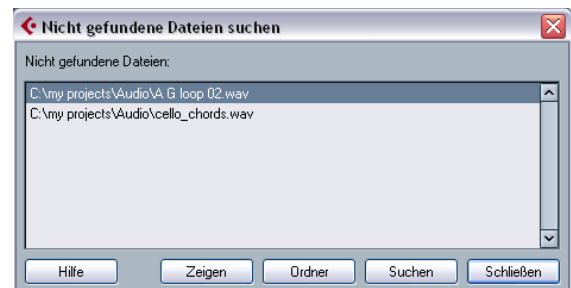 Nicht gefundene Dateien suchen
Nicht gefundene Dateien:
C:\my projects\Audio\A G loop 02.wav
C:\my projects\Audio\cello_chords.wav
Hilfe Zeigen Ordner Suchen Schließen